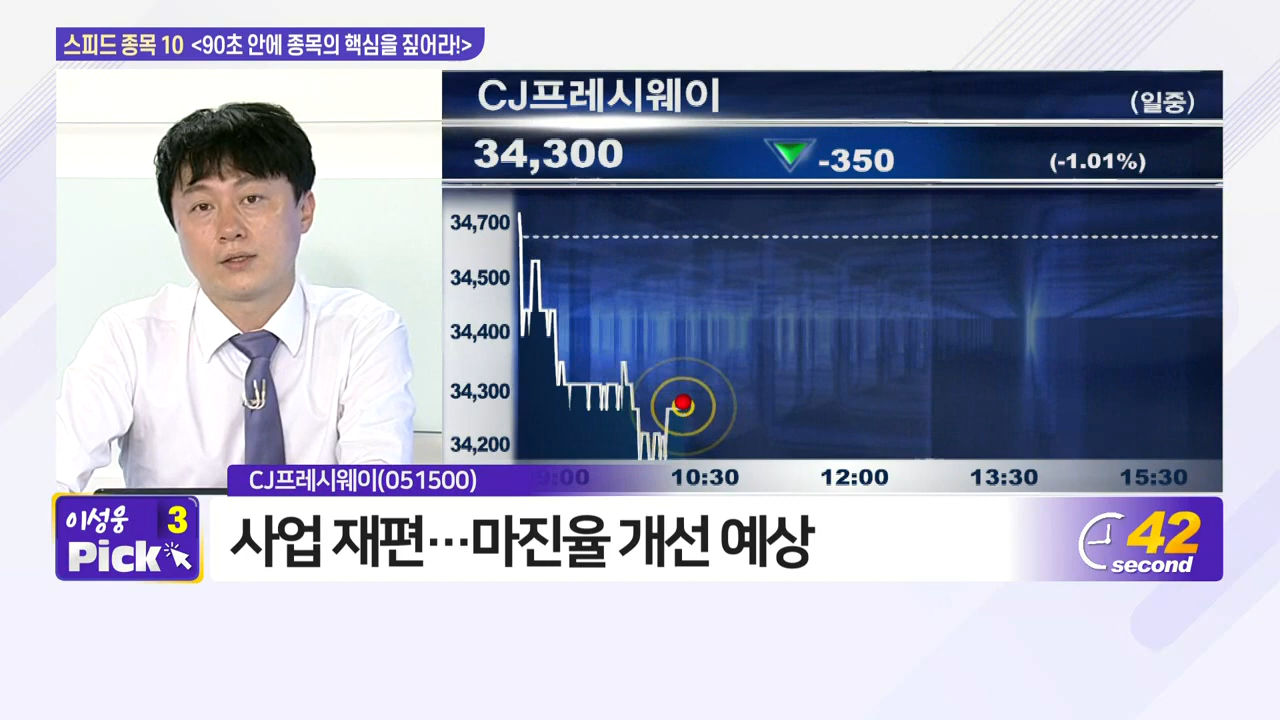 스피드 종목 10 <90초 안에 종목의 핵심을 짚어라!>
CJ프레시웨이
(일중)
34,300
-350
(-1.01%)
34,700
34,500
34,400
34,300
34,200
09:00
10:30
12:00
13:30
15:30
CJ프레시웨이(051500)
이성웅 3
Pick
사업 재편…마진율 개선 예상
42
second